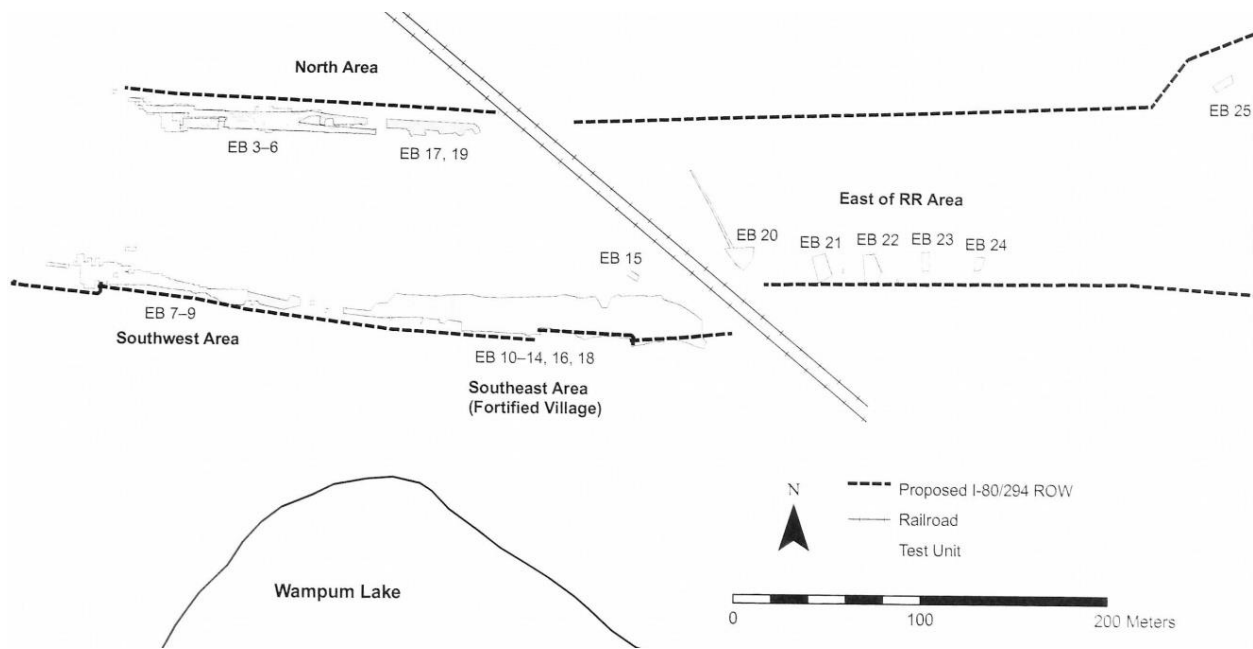 North Area
EB 3–6
EB 17, 19
EB 25
East of RR Area
EB 15
EB 20
EB 21
EB 22
EB 23
EB 24
EB 7–9
Southwest Area
EB 10–14, 16, 18
Southeast Area
(Fortified Village)
N
Proposed I-80/294 ROW
Railroad
Test Unit
Wampum Lake
0
100
200 Meters